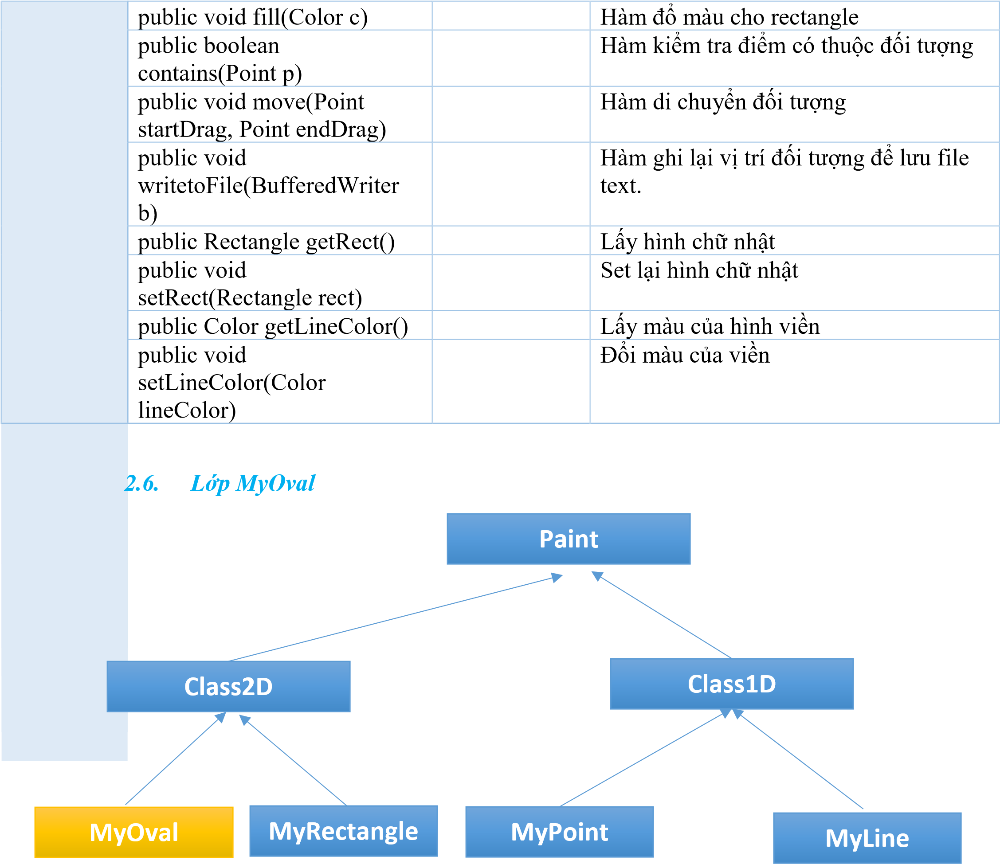 public void fill(Color c)
Hàm đổ màu cho rectangle
public boolean
contains(Point p)
Hàm kiểm tra điểm có thuộc đối tượng
public void move(Point
startDrag, Point endDrag)
Hàm di chuyển đối tượng
public void
writetoFile(BufferedWriter
b)
Hàm ghi lại vị trí đối tượng để lưu file
text.
public Rectangle getRect()
Lấy hình chữ nhật
public void
setRect(Rectangle rect)
Set lại hình chữ nhật
public Color getLineColor()
Lấy màu của hình viền
public void
setLineColor(Color
lineColor)
Đổi màu của viền
2.6. Lớp MyOval
Paint
Class2D
Class1D
MyOval
MyRectangle
MyPoint
MyLine